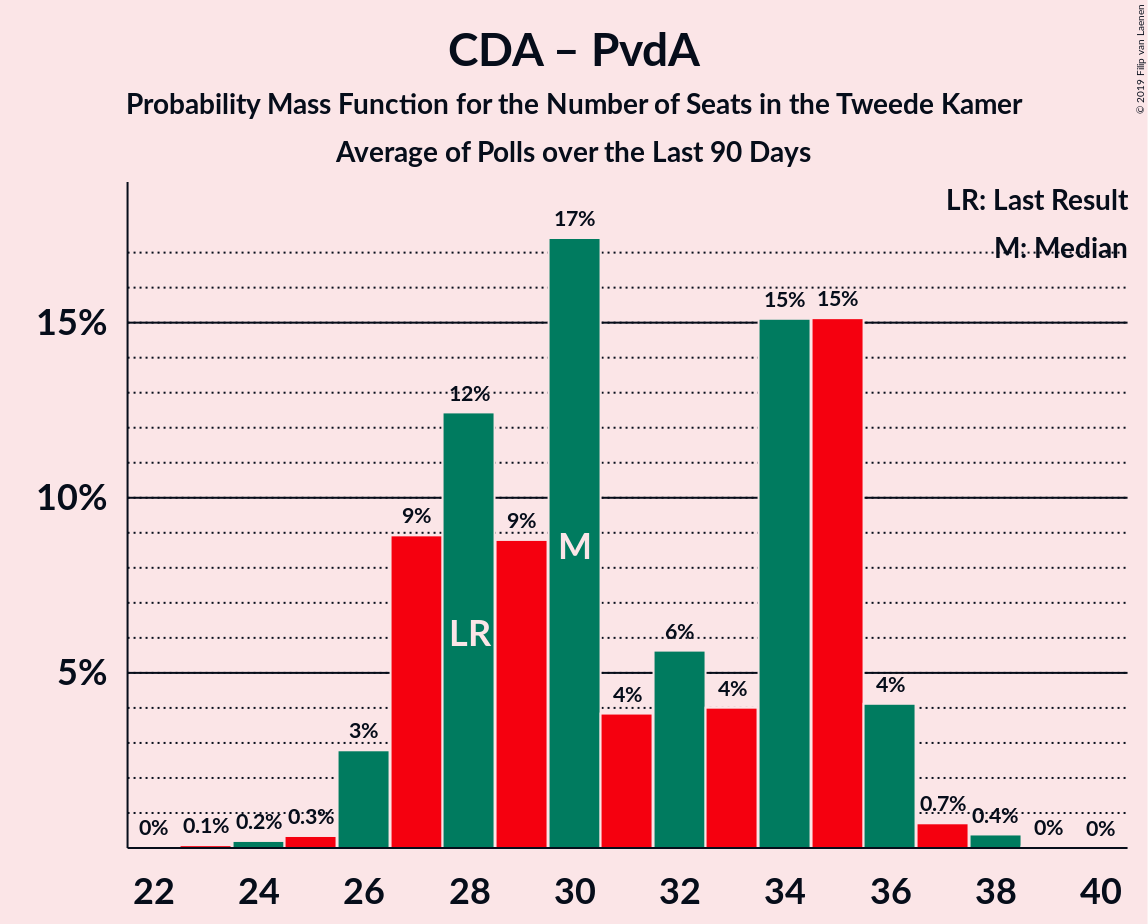 CDA – PvdA
Probability Mass Function for the Number of Seats in the Tweede Kamer
Average of Polls over the Last 90 Days
© 2019 Filip van Laenen
LR: Last Result
M: Median
15%
10%
5%
0%
0.1%
0.2%
0.3%
3%
9%
12%
9%
17%
4%
6%
4%
15%
15%
4%
0.7%
0.4%
0%
0%
LR
M
22 24 26 28 30 32 34 36 38 40